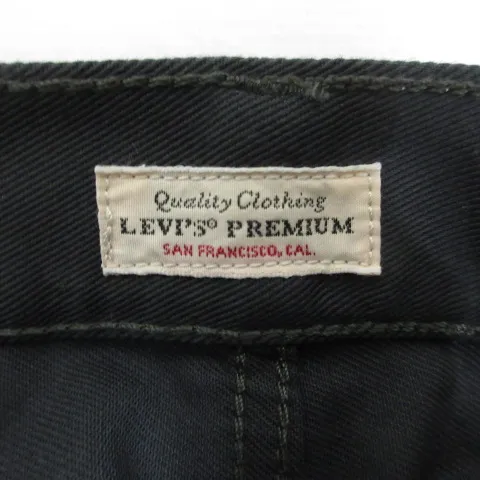 Quality Clothing
LEVI'S® PREMIUM
SAN FRANCISCO, CAL.